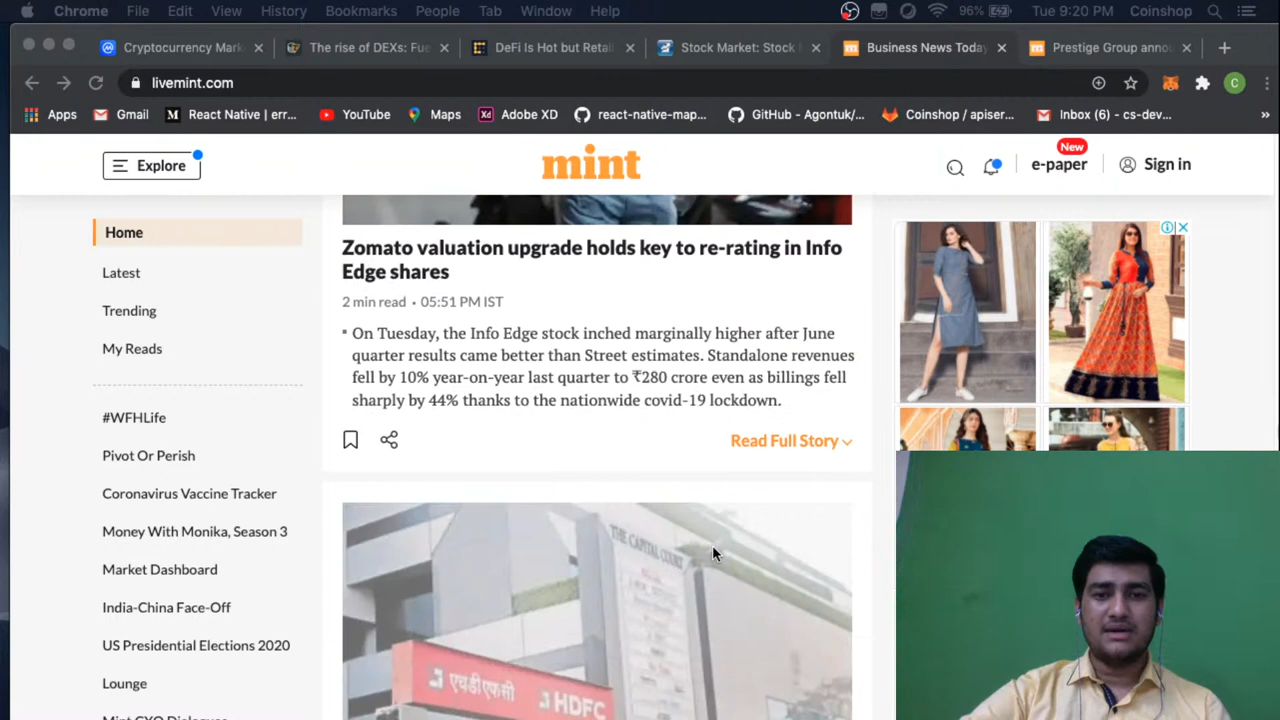 Chrome File Edit View History Bookmarks People Tab Window Help 96% Tue 9:20 PM Coinshop
Cryptocurrency Mark
The rise of DEXs: Fue
DeFi Is Hot but Retai
Stock Market: Stock
Business News Today
Prestige Group anno
livemint.com
C
Apps Gmail React Native | err... YouTube Maps Adobe XD react-native-map... GitHub - Agontuk/... Coinshop / apiser... Inbox (6) - cs-dev... »
Explore
mint
New
e-paper
Sign in
Home
Latest
Trending
My Reads
#WFHLife
Pivot Or Perish
Coronavirus Vaccine Tracker
Money With Monika, Season 3
Market Dashboard
India-China Face-Off
US Presidential Elections 2020
Lounge
Mint CXO Dialogues
Zomato valuation upgrade holds key to re-rating in Info
Edge shares
2 min read • 05:51 PM IST
On Tuesday, the Info Edge stock inched marginally higher after June
quarter results came better than Street estimates. Standalone revenues
fell by 10% year-on-year last quarter to ₹280 crore even as billings fell
sharply by 44% thanks to the nationwide covid-19 lockdown.
Read Full Story
THE CAPITAL COURT
एचडीएफसी HDFC